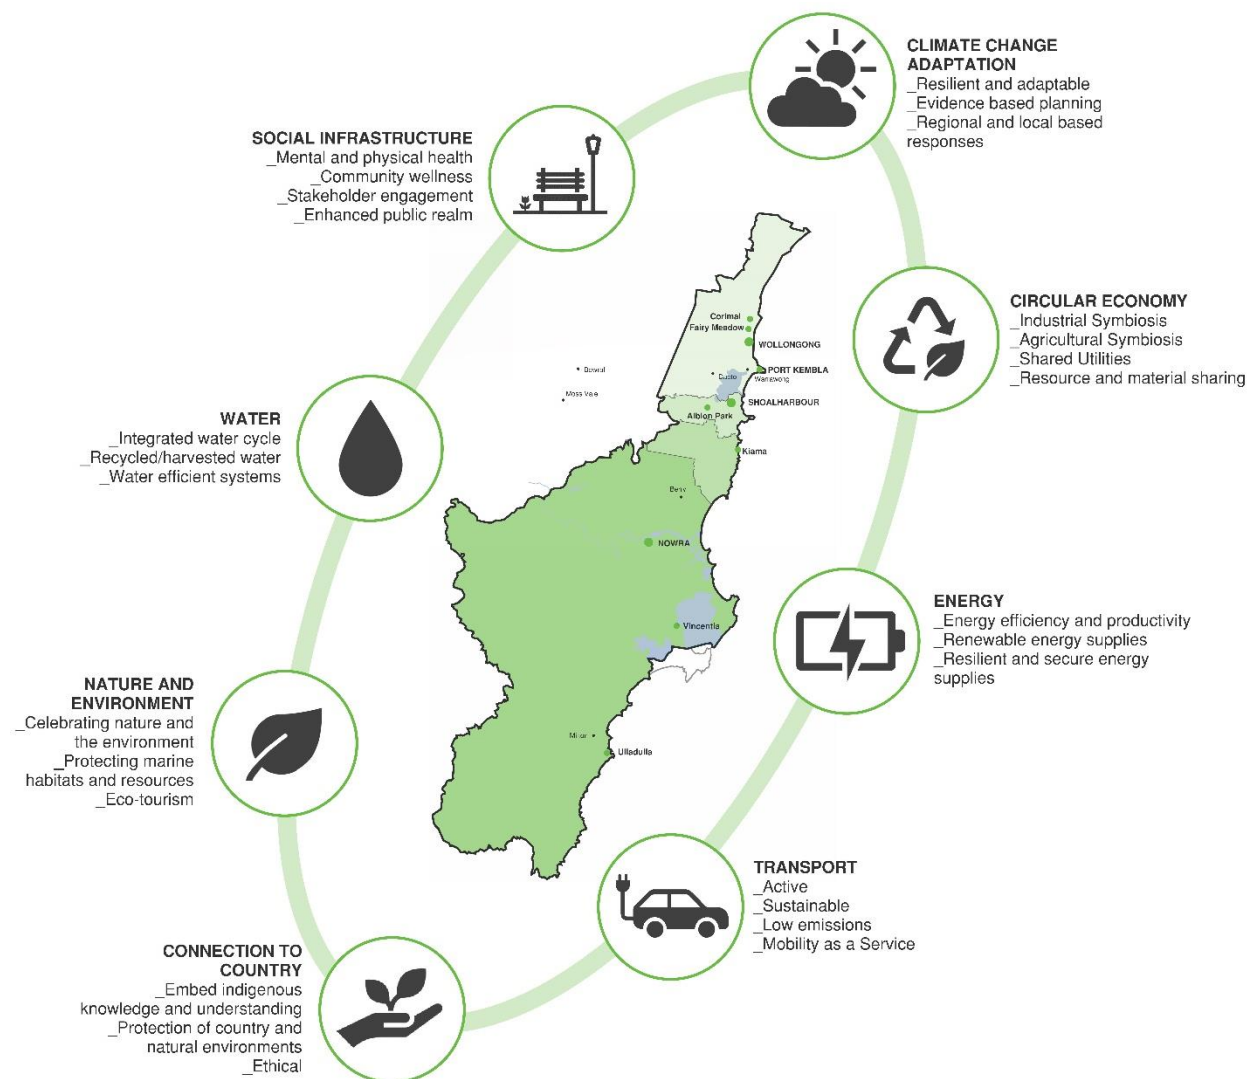 CLIMATE CHANGE
ADAPTATION
_Resilient and adaptable
_Evidence based planning
_Regional and local based
responses
SOCIAL INFRASTRUCTURE
_Mental and physical health
_Community wellness
_Stakeholder engagement
_Enhanced public realm
CIRCULAR ECONOMY
_Industrial Symbiosis
_Agricultural Symbiosis
_Shared Utilities
_Resource and material sharing
Corimal
Fairy Meadow
WOLLONGONG
PORT KEMBLA
Warrawong
Dapto
Bowral
Moss Vale
SHOALHARBOUR
Albion Park
Kiama
Berry
NOWRA
Vincentia
Milton
Ulladulla
WATER
_Integrated water cycle
_Recycled/harvested water
_Water efficient systems
ENERGY
_Energy efficiency and productivity
_Renewable energy supplies
_Resilient and secure energy
supplies
NATURE AND
ENVIRONMENT
_Celebrating nature and
the environment
_Protecting marine
habitats and resources
_Eco-tourism
TRANSPORT
_Active
_Sustainable
_Low emissions
_Mobility as a Service
CONNECTION TO
COUNTRY
_Embed indigenous
knowledge and understanding
_Protection of country and
natural environments
_Ethical